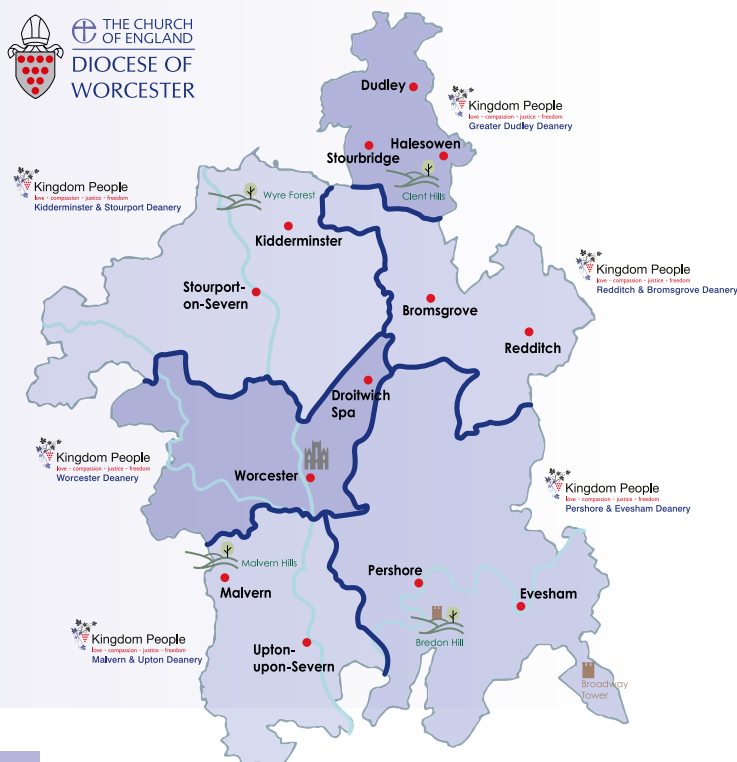 THE CHURCH
OF ENGLAND
DIOCESE OF
WORCESTER
Dudley
Kingdom People
love · compassion · justice · freedom
Greater Dudley Deanery
Halesowen
Stourbridge
Clent Hills
Kingdom People
love · compassion · justice · freedom
Kidderminster & Stourport Deanery
Wyre Forest
Kidderminster
Kingdom People
love · compassion · justice · freedom
Redditch & Bromsgrove Deanery
Stourport-
on-Severn
Bromsgrove
Redditch
Droitwich
Spa
Kingdom People
love · compassion · justice · freedom
Worcester Deanery
Worcester
Kingdom People
love · compassion · justice · freedom
Pershore & Evesham Deanery
Malvern Hills
Malvern
Pershore
Evesham
Kingdom People
love · compassion · justice · freedom
Malvern & Upton Deanery
Upton-
upon-Severn
Bredon Hill
Broadway
Tower